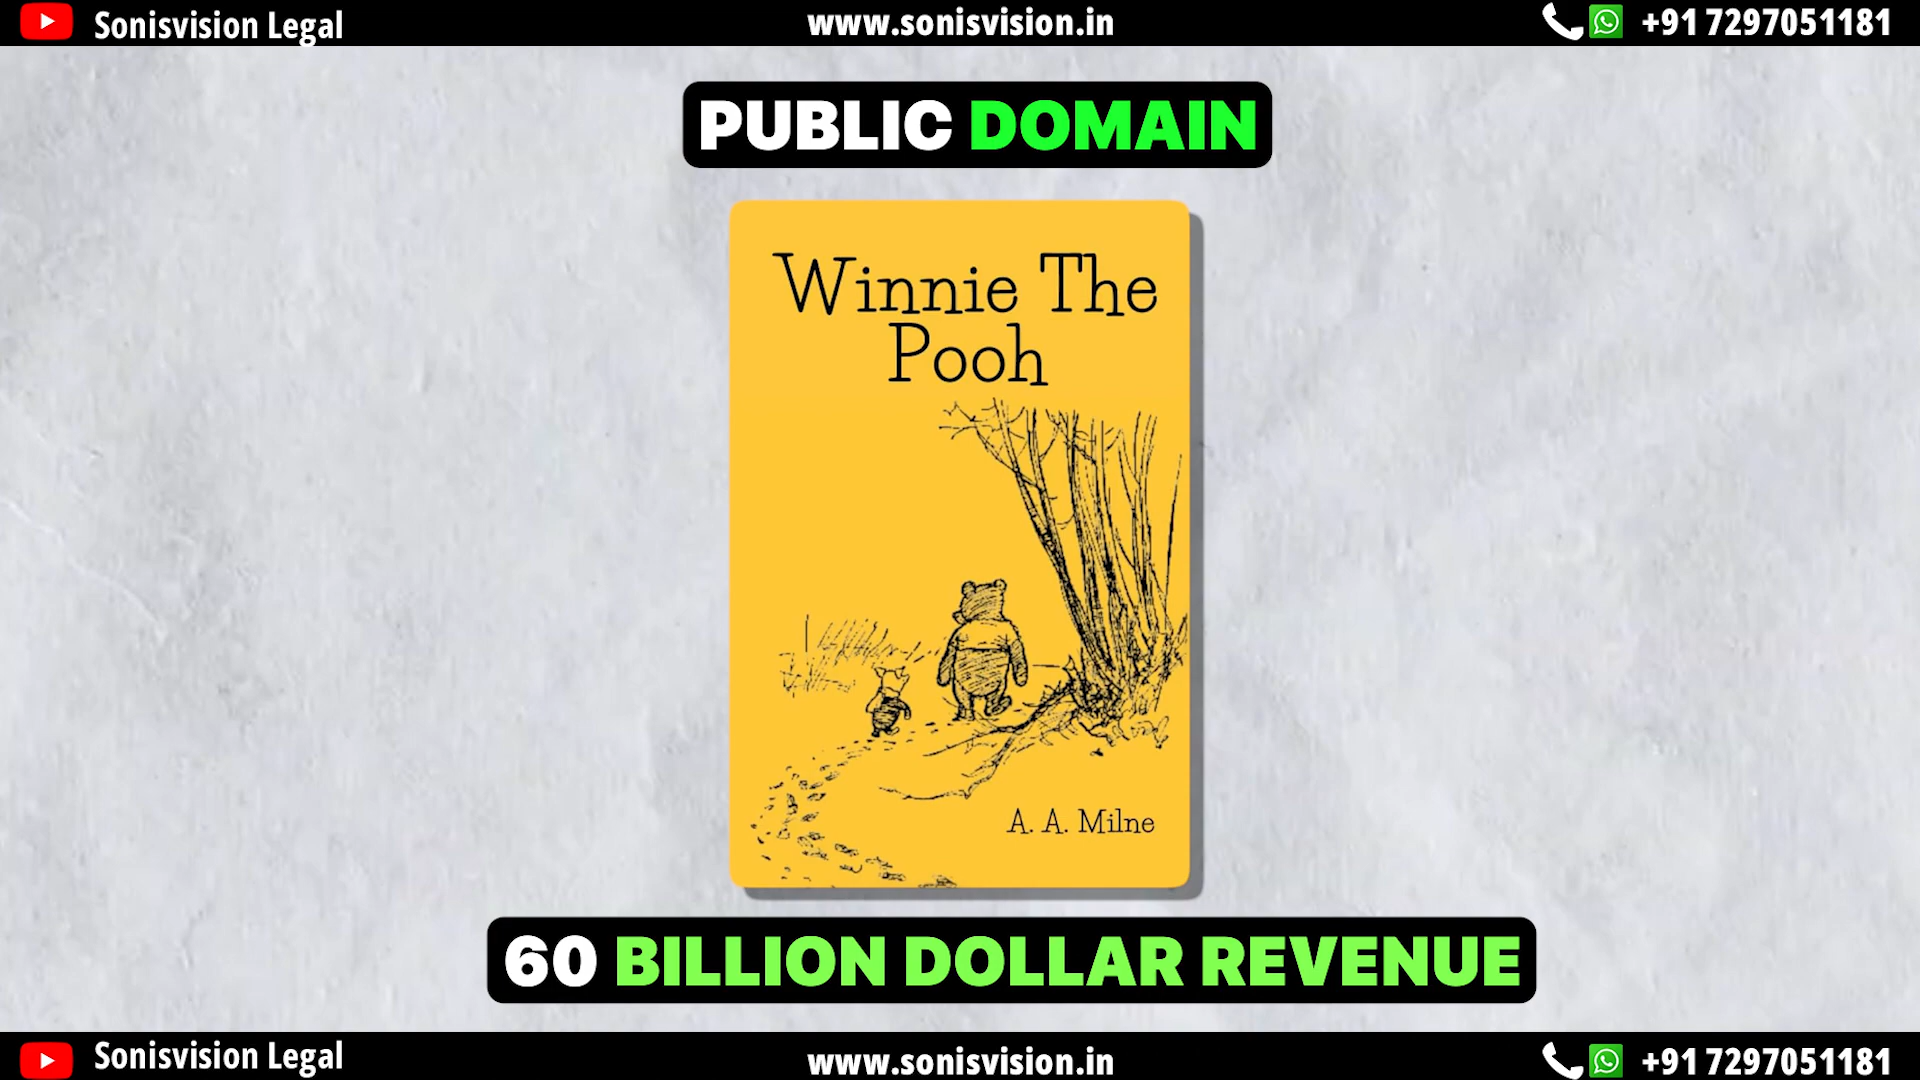 Sonisvision Legal
www.sonisvision.in
+91 7297051181
PUBLIC DOMAIN
Winnie The
Pooh
A. A. Milne
60 BILLION DOLLAR REVENUE
Sonisvision Legal
www.sonisvision.in
+91 7297051181